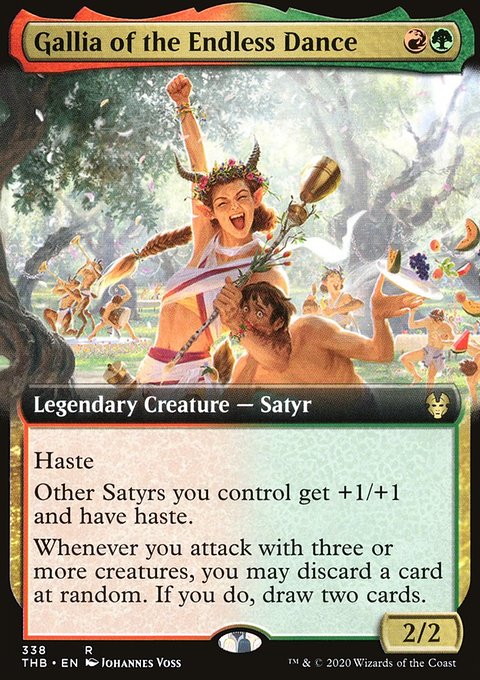 Gallia of the Endless Dance
Legendary Creature — Satyr
Haste
Other Satyrs you control get +1/+1
and have haste.
Whenever you attack with three or
more creatures, you may discard a card
at random. If you do, draw two cards.
2/2
338 R
THB • EN Johannes Voss
™ & © 2020 Wizards of the Coast